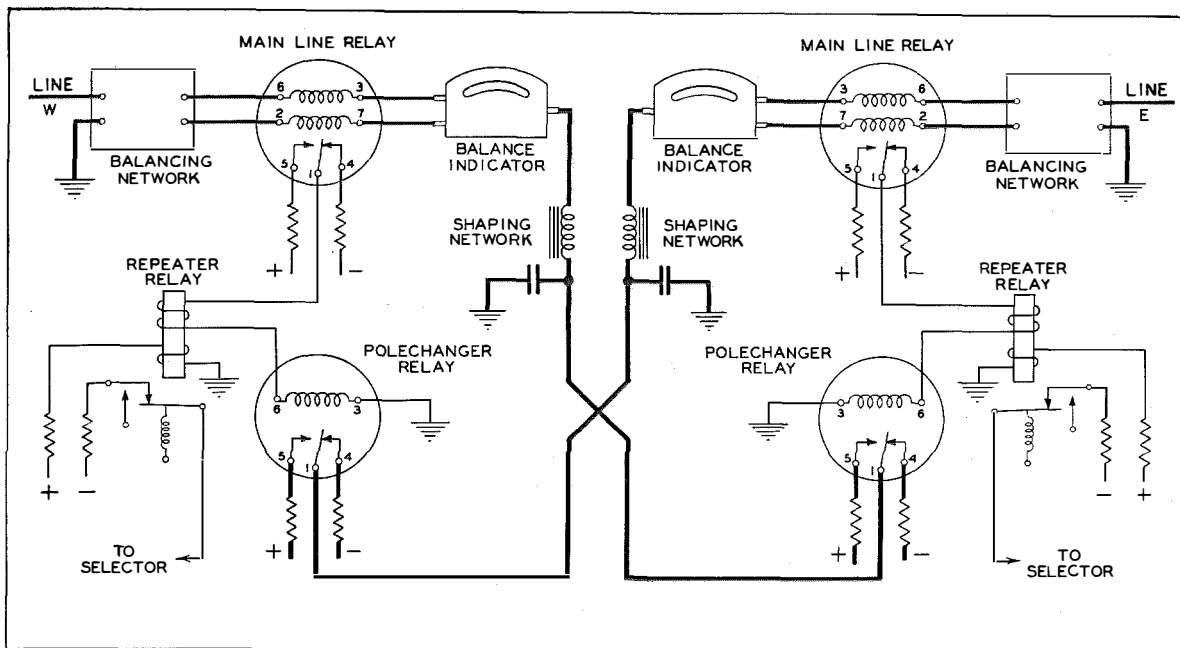 MAIN LINE RELAY
MAIN LINE RELAY
LINE
W
6
3
2
7
5
1
4
BALANCING
NETWORK
BALANCE
INDICATOR
BALANCE
INDICATOR
3
6
7
2
5
1
4
LINE
E
BALANCING
NETWORK
SHAPING
NETWORK
SHAPING
NETWORK
+
−
+
−
REPEATER
RELAY
REPEATER
RELAY
POLECHANGER
RELAY
POLECHANGER
RELAY
6
3
5
1
4
3
6
5
1
4
+
−
+
−
+
−
−
+
TO
SELECTOR
TO
SELECTOR